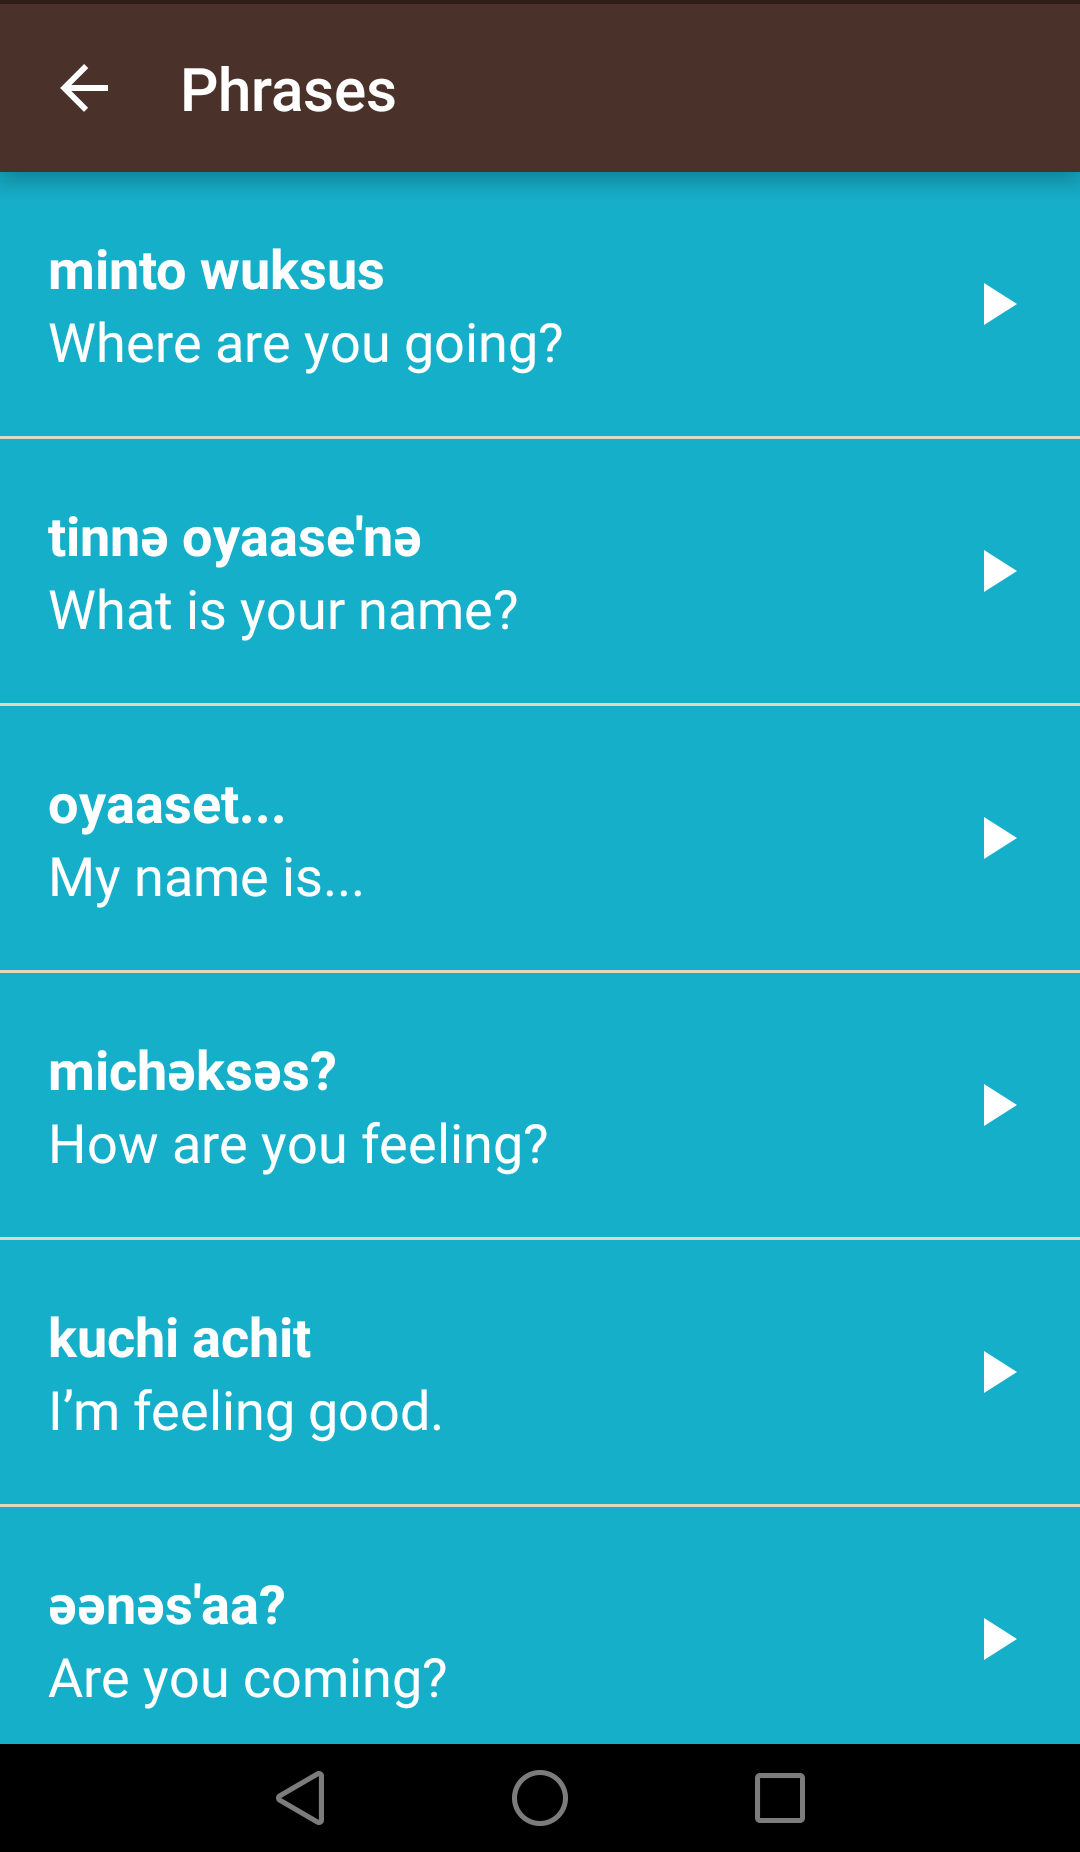 Phrases
minto wuksus
Where are you going?
tinnə oyaase'nə
What is your name?
oyaaset...
My name is...
michəksəs?
How are you feeling?
kuchi achit
I’m feeling good.
əənəs'aa?
Are you coming?